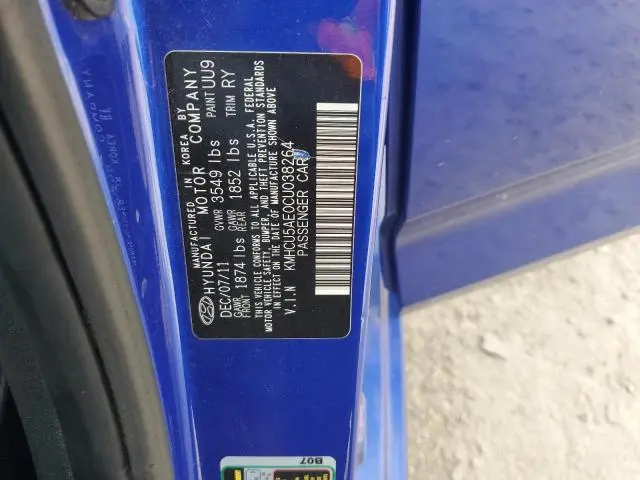 MANUFACTURED IN KOREA BY
HYUNDAI MOTOR COMPANY
DEC/07/11 GVWR 3549 lbs PAINT UU9
GAWR FRONT 1874 lbs GAWR REAR 1852 lbs TRIM RY
THIS VEHICLE CONFORMS TO ALL APPLICABLE U.S.A. FEDERAL
MOTOR VEHICLE SAFETY, BUMPER, AND THEFT PREVENTION STANDARDS
IN EFFECT ON THE DATE OF MANUFACTURE SHOWN ABOVE
V.I.N KMHCU5AE0CU038264
PASSENGER CAR
B07